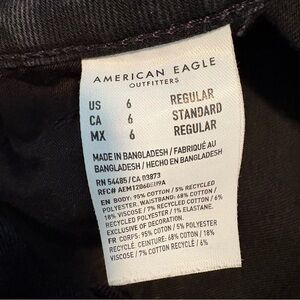 AMERICAN EAGLE
OUTFITTERS
US 6 REGULAR
CA 6 STANDARD
MX 6 REGULAR
MADE IN BANGLADESH / FABRIQUÉ AU
BANGLADESH / HECHO EN BANGLADESH
RN 54485 / CA 03873
EN BODY: 95% COTTON / 5% RECYCLED
POLYESTER. WAISTBAND: 68% COTTON /
18% VISCOSE / 7% RECYCLED COTTON / 6%
RECYCLED POLYESTER / 1% ELASTANE.
EXCLUSIVE OF DECORATION.
FR CORPS: 95% COTON / 5% POLYESTER
RECYCLÉ. CEINTURE: 68% COTON / 18%
VISCOSE / 7% COTON RECYCLÉ / 6%